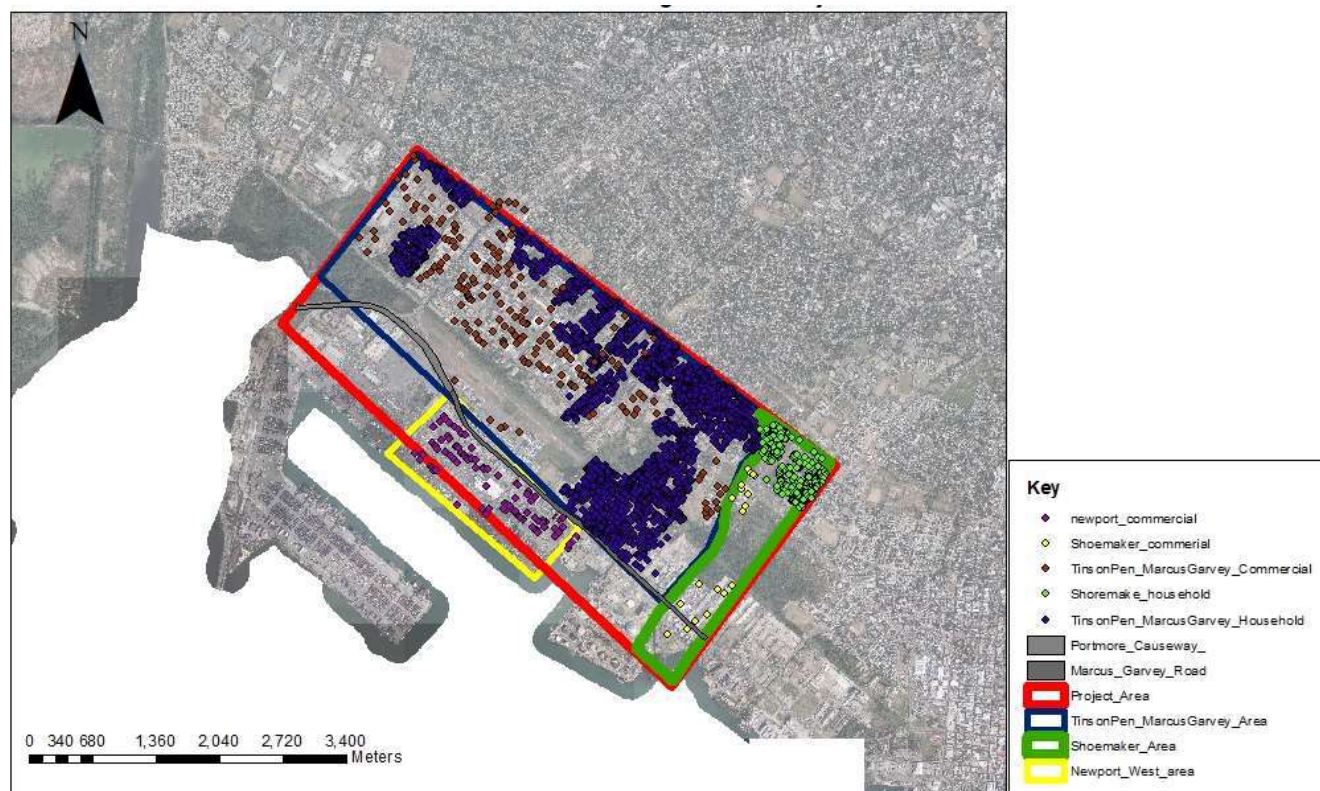 N
Key
newport_commercial
Shoemaker_commerial
TinsonPen_MarcusGarvey_Commercial
Shoremake_household
TinsonPen_MarcusGarvey_Household
Portmore_Causeway_
Marcus_Garvey_Road
Project_Area
TinsonPen_MarcusGarvey_Area
Shoemaker_Area
Newport_West_area
0 340 680 1,360 2,040 2,720 3,400
Meters